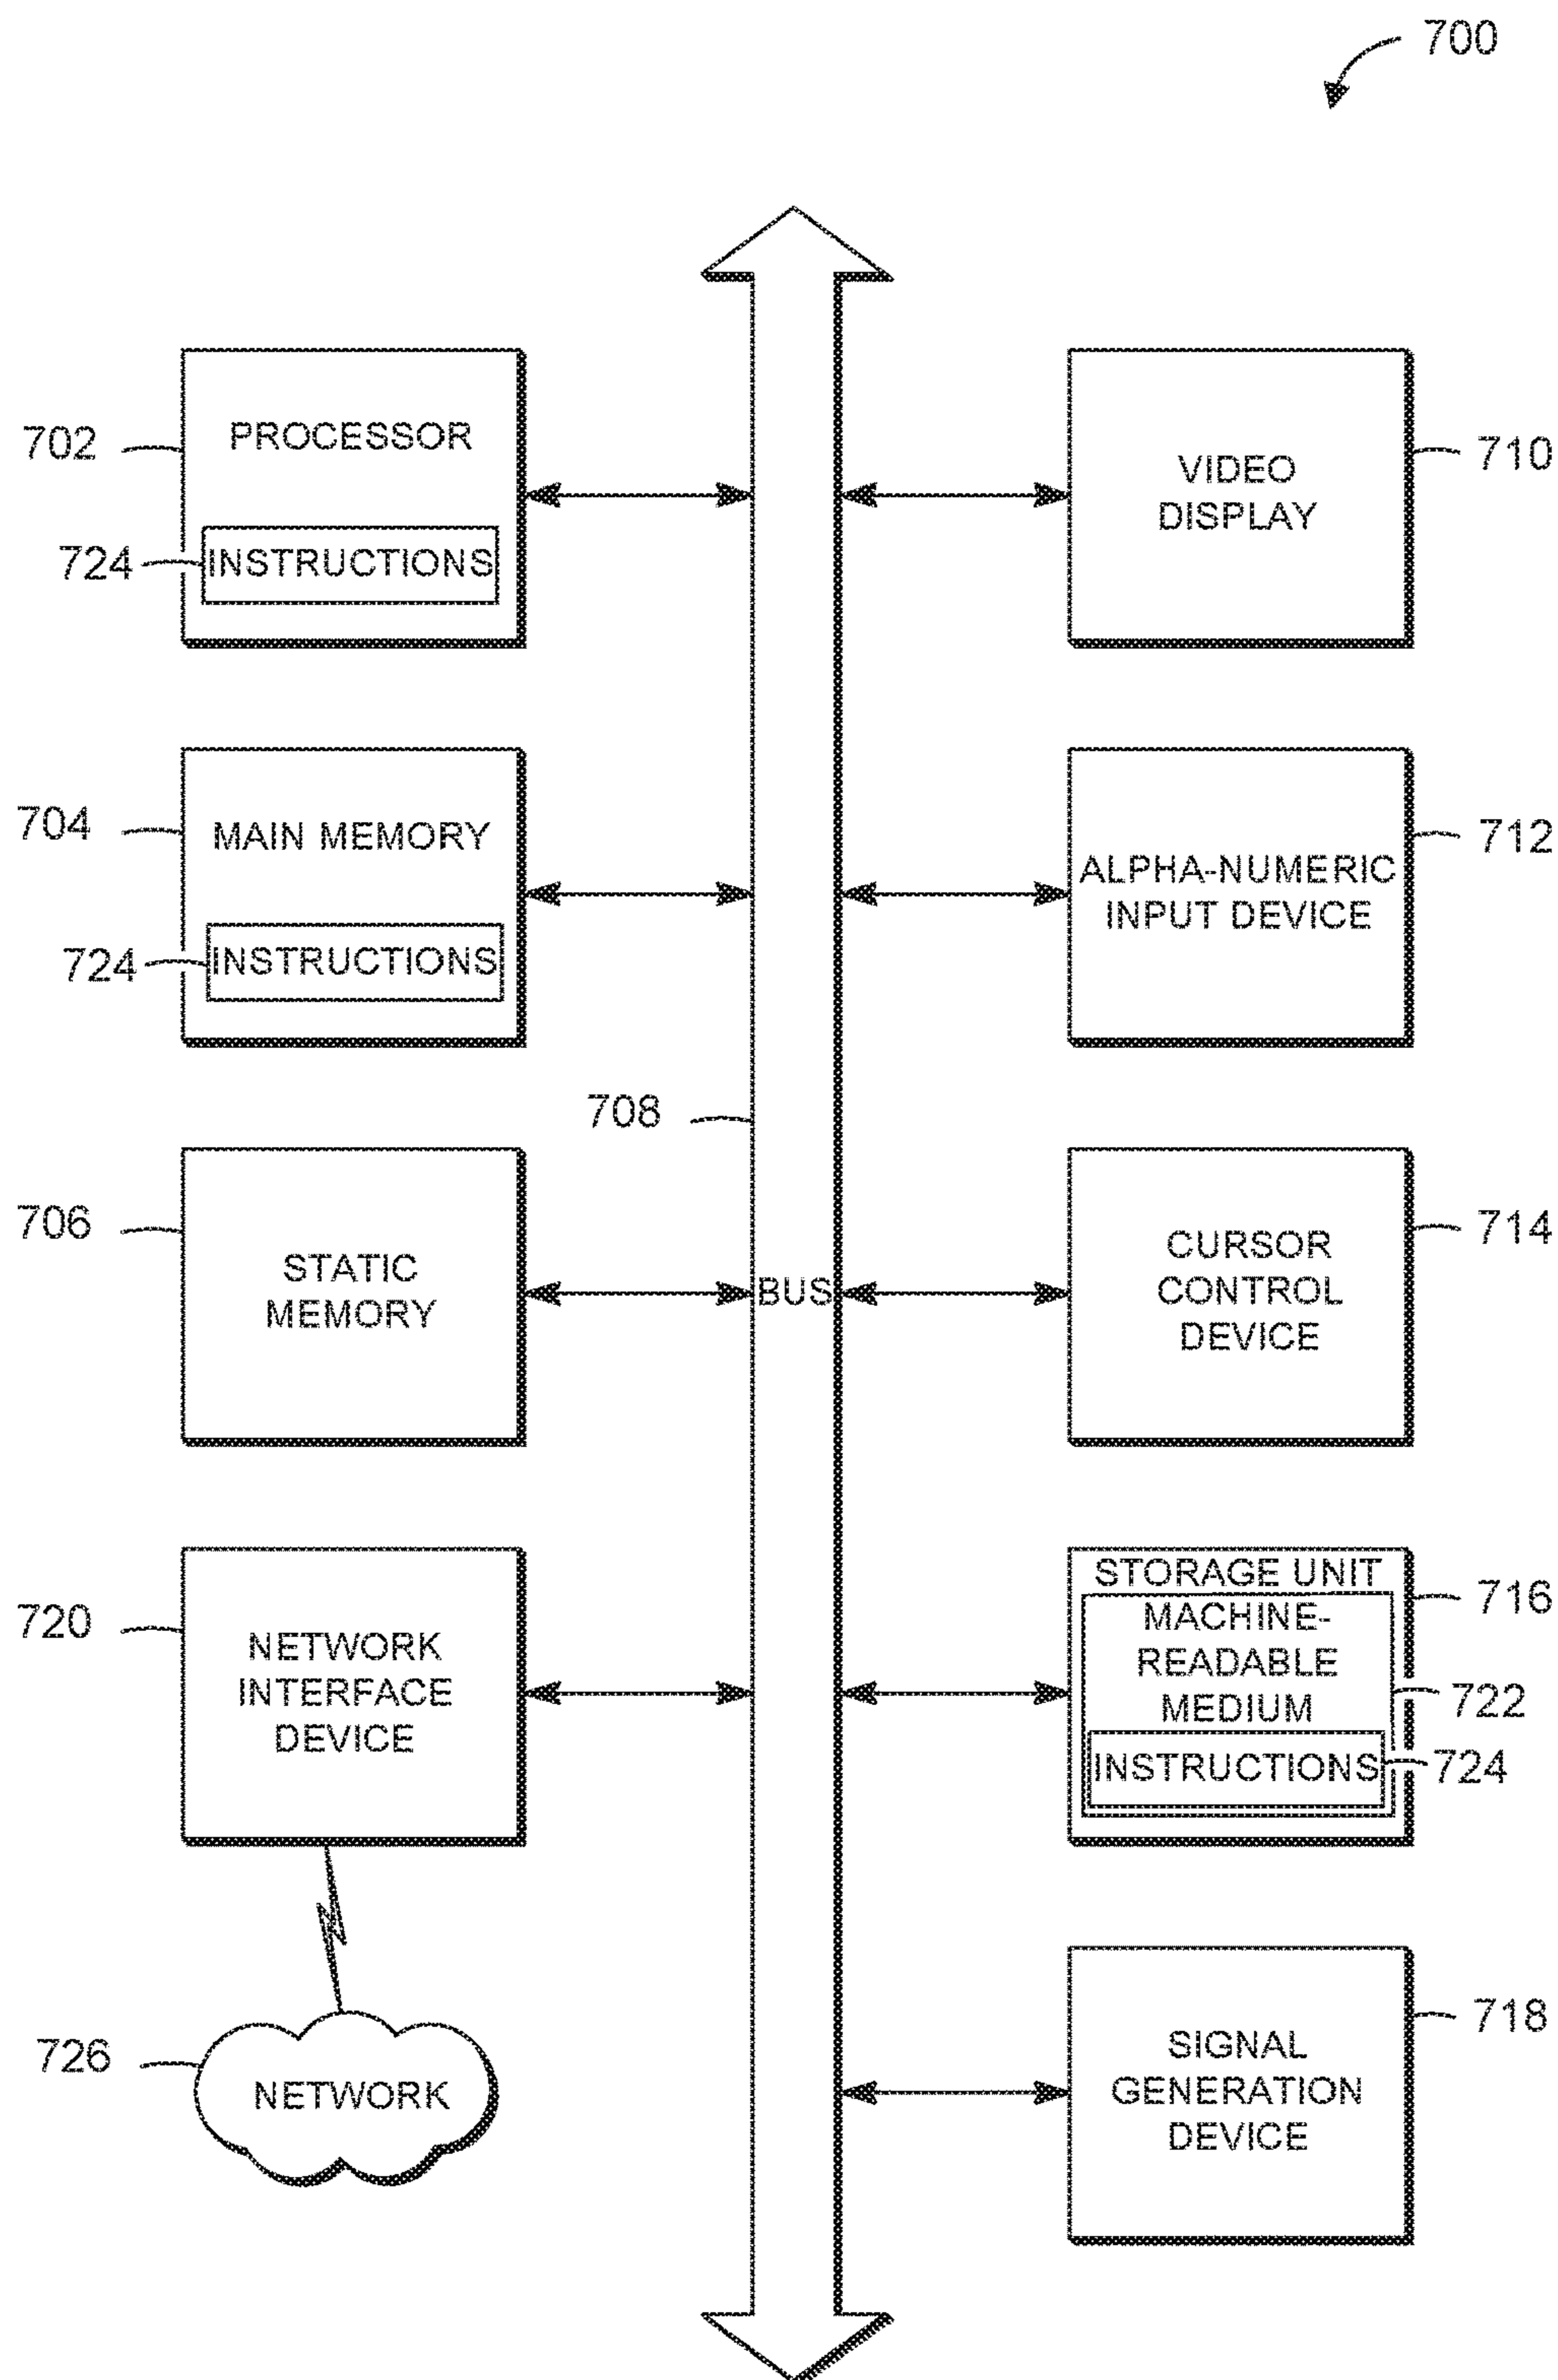 700
702
PROCESSOR
724
INSTRUCTIONS
710
VIDEO
DISPLAY
704
MAIN MEMORY
724
INSTRUCTIONS
712
ALPHA-NUMERIC
INPUT DEVICE
708
706
STATIC
MEMORY
BUS
714
CURSOR
CONTROL
DEVICE
720
NETWORK
INTERFACE
DEVICE
STORAGE UNIT
716
MACHINE-
READABLE
MEDIUM
722
INSTRUCTIONS
724
726
NETWORK
718
SIGNAL
GENERATION
DEVICE